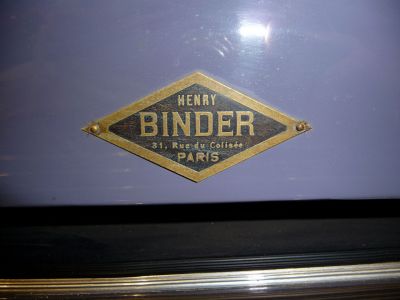 HENRY
BINDER
31, Rue du Colisée
PARIS